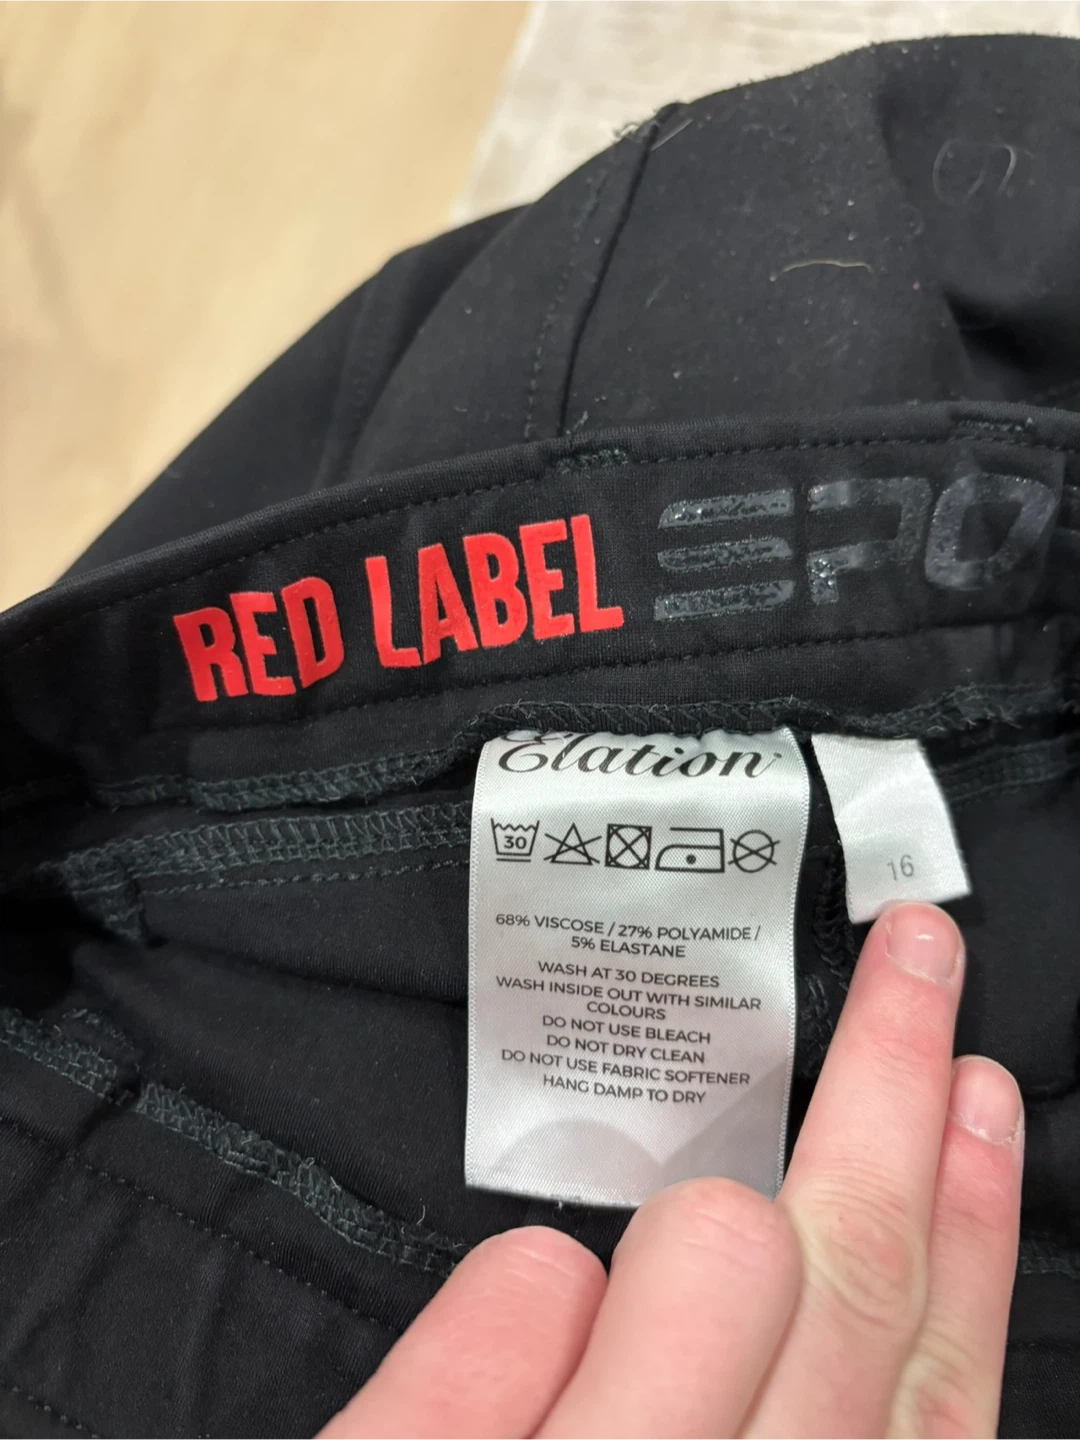 RED LABEL EPO
Elation
30
16
68% VISCOSE / 27% POLYAMIDE /
5% ELASTANE
WASH AT 30 DEGREES
WASH INSIDE OUT WITH SIMILAR
COLOURS
DO NOT USE BLEACH
DO NOT DRY CLEAN
DO NOT USE FABRIC SOFTENER
HANG DAMP TO DRY